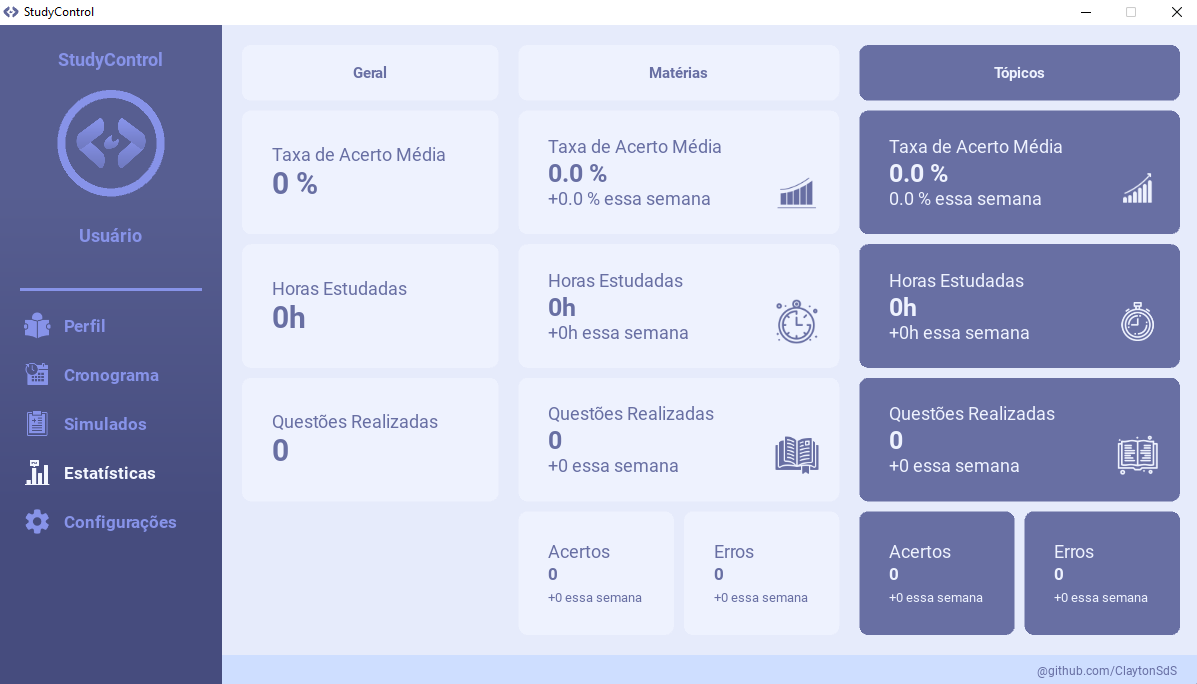 StudyControl
StudyControl
Usuário
Perfil
Cronograma
Simulados
Estatísticas
Configurações
Geral
Taxa de Acerto Média
0 %
Horas Estudadas
0h
Questões Realizadas
0
Matérias
Taxa de Acerto Média
0.0 %
+0.0 % essa semana
Horas Estudadas
0h
+0h essa semana
Questões Realizadas
0
+0 essa semana
Acertos
0
+0 essa semana
Erros
0
+0 essa semana
Tópicos
Taxa de Acerto Média
0.0 %
0.0 % essa semana
Horas Estudadas
0h
+0h essa semana
Questões Realizadas
0
+0 essa semana
Acertos
0
+0 essa semana
Erros
0
+0 essa semana
@github.com/ClaytonSdS